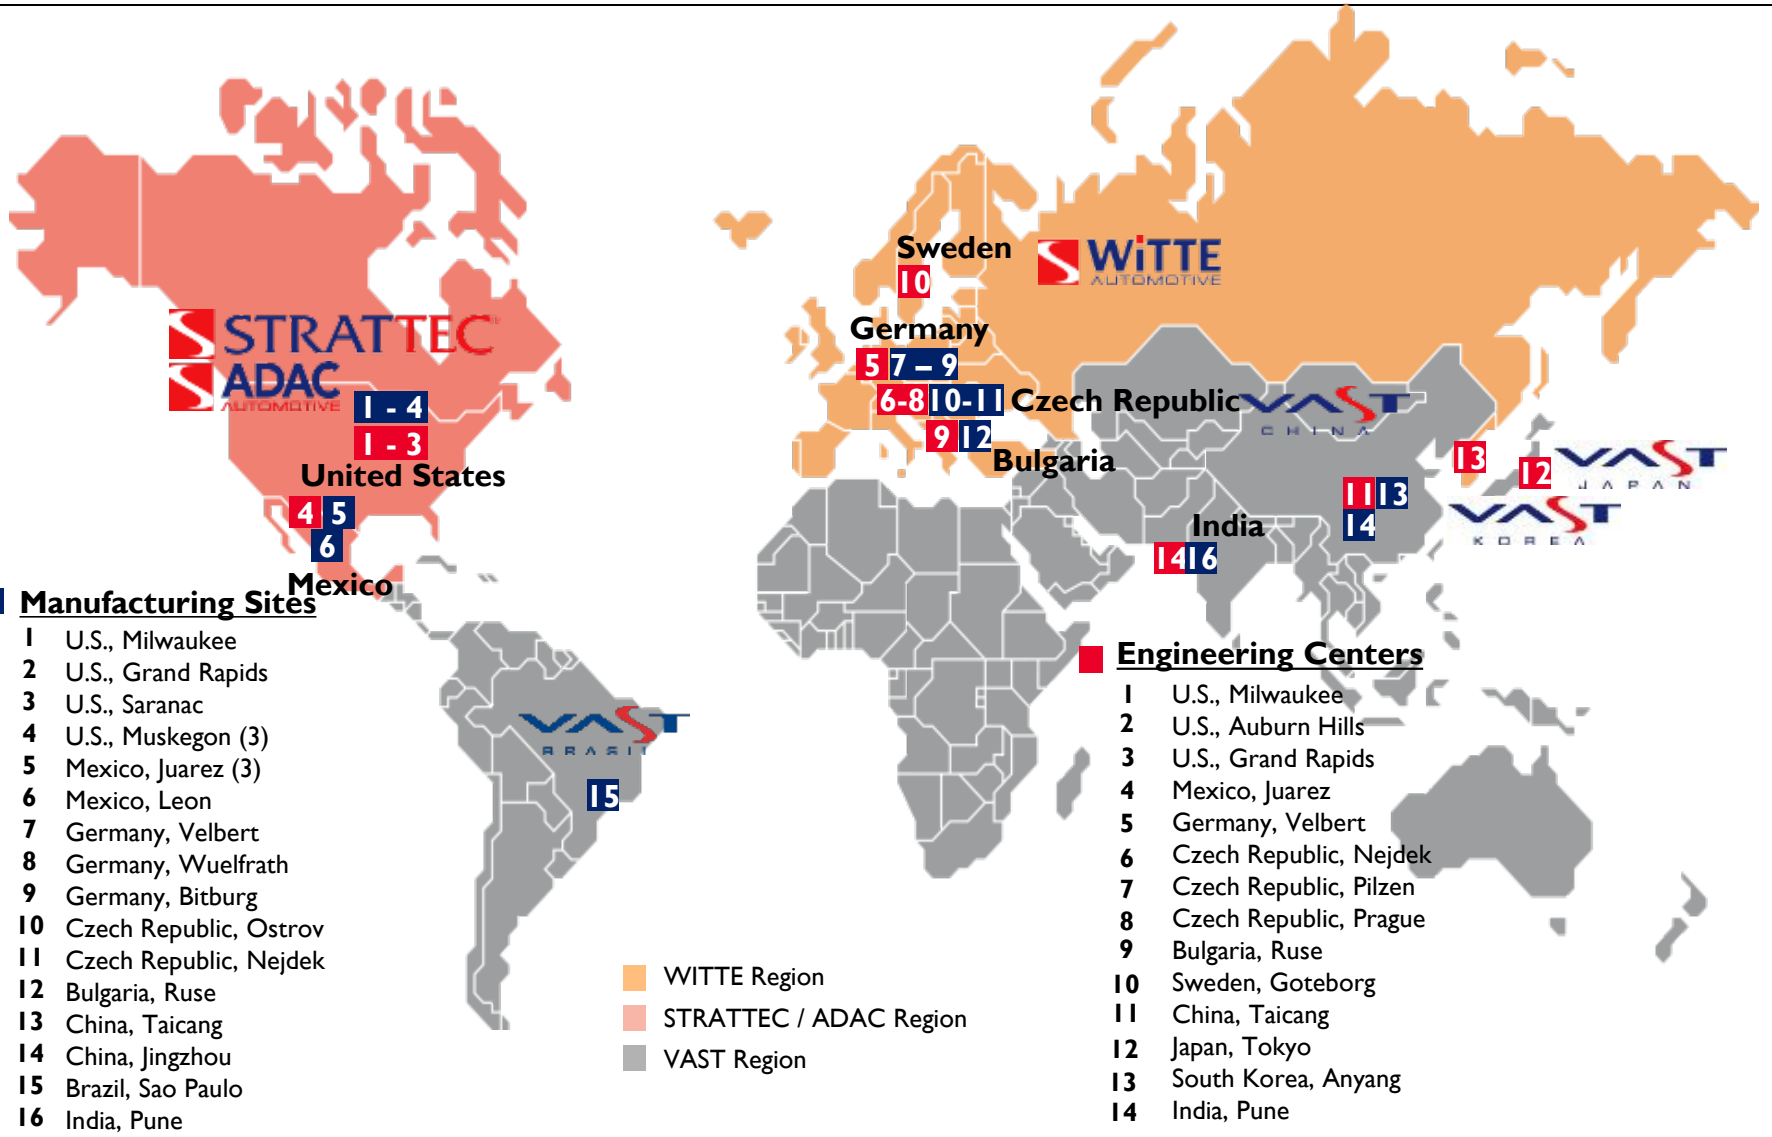 Sweden
10
WiTTE
AUTOMOTIVE
STRATTEC
ADAC
AUTOMOTIVE
Germany
5 7 – 9
6-8 10-11 Czech Republic
9 12
Bulgaria
1 - 4
1 - 3
United States
4 5
6
Mexico
VAST
CHINA
13
12
VAST
JAPAN
11 13
14
VAST
KOREA
India
14 16
VAST
BRASIL
15
Manufacturing Sites
1 U.S., Milwaukee
2 U.S., Grand Rapids
3 U.S., Saranac
4 U.S., Muskegon (3)
5 Mexico, Juarez (3)
6 Mexico, Leon
7 Germany, Velbert
8 Germany, Wuelfrath
9 Germany, Bitburg
10 Czech Republic, Ostrov
11 Czech Republic, Nejdek
12 Bulgaria, Ruse
13 China, Taicang
14 China, Jingzhou
15 Brazil, Sao Paulo
16 India, Pune
WITTE Region
STRATTEC / ADAC Region
VAST Region
Engineering Centers
1 U.S., Milwaukee
2 U.S., Auburn Hills
3 U.S., Grand Rapids
4 Mexico, Juarez
5 Germany, Velbert
6 Czech Republic, Nejdek
7 Czech Republic, Pilzen
8 Czech Republic, Prague
9 Bulgaria, Ruse
10 Sweden, Goteborg
11 China, Taicang
12 Japan, Tokyo
13 South Korea, Anyang
14 India, Pune